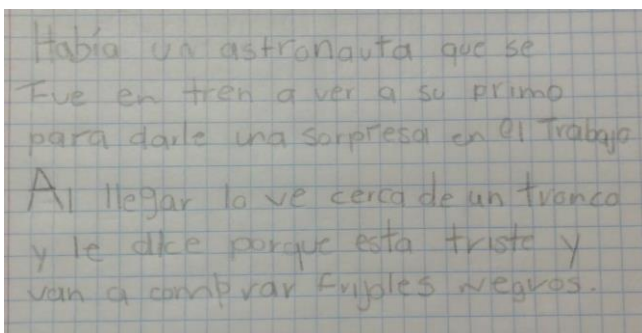 Había un astronauta que se
Fue en tren a ver a su primo
para darle una sorpresa en el Trabajo
Al llegar lo ve cerca de un tronco
y le dice porque esta triste y
van a comprar frijoles negros.